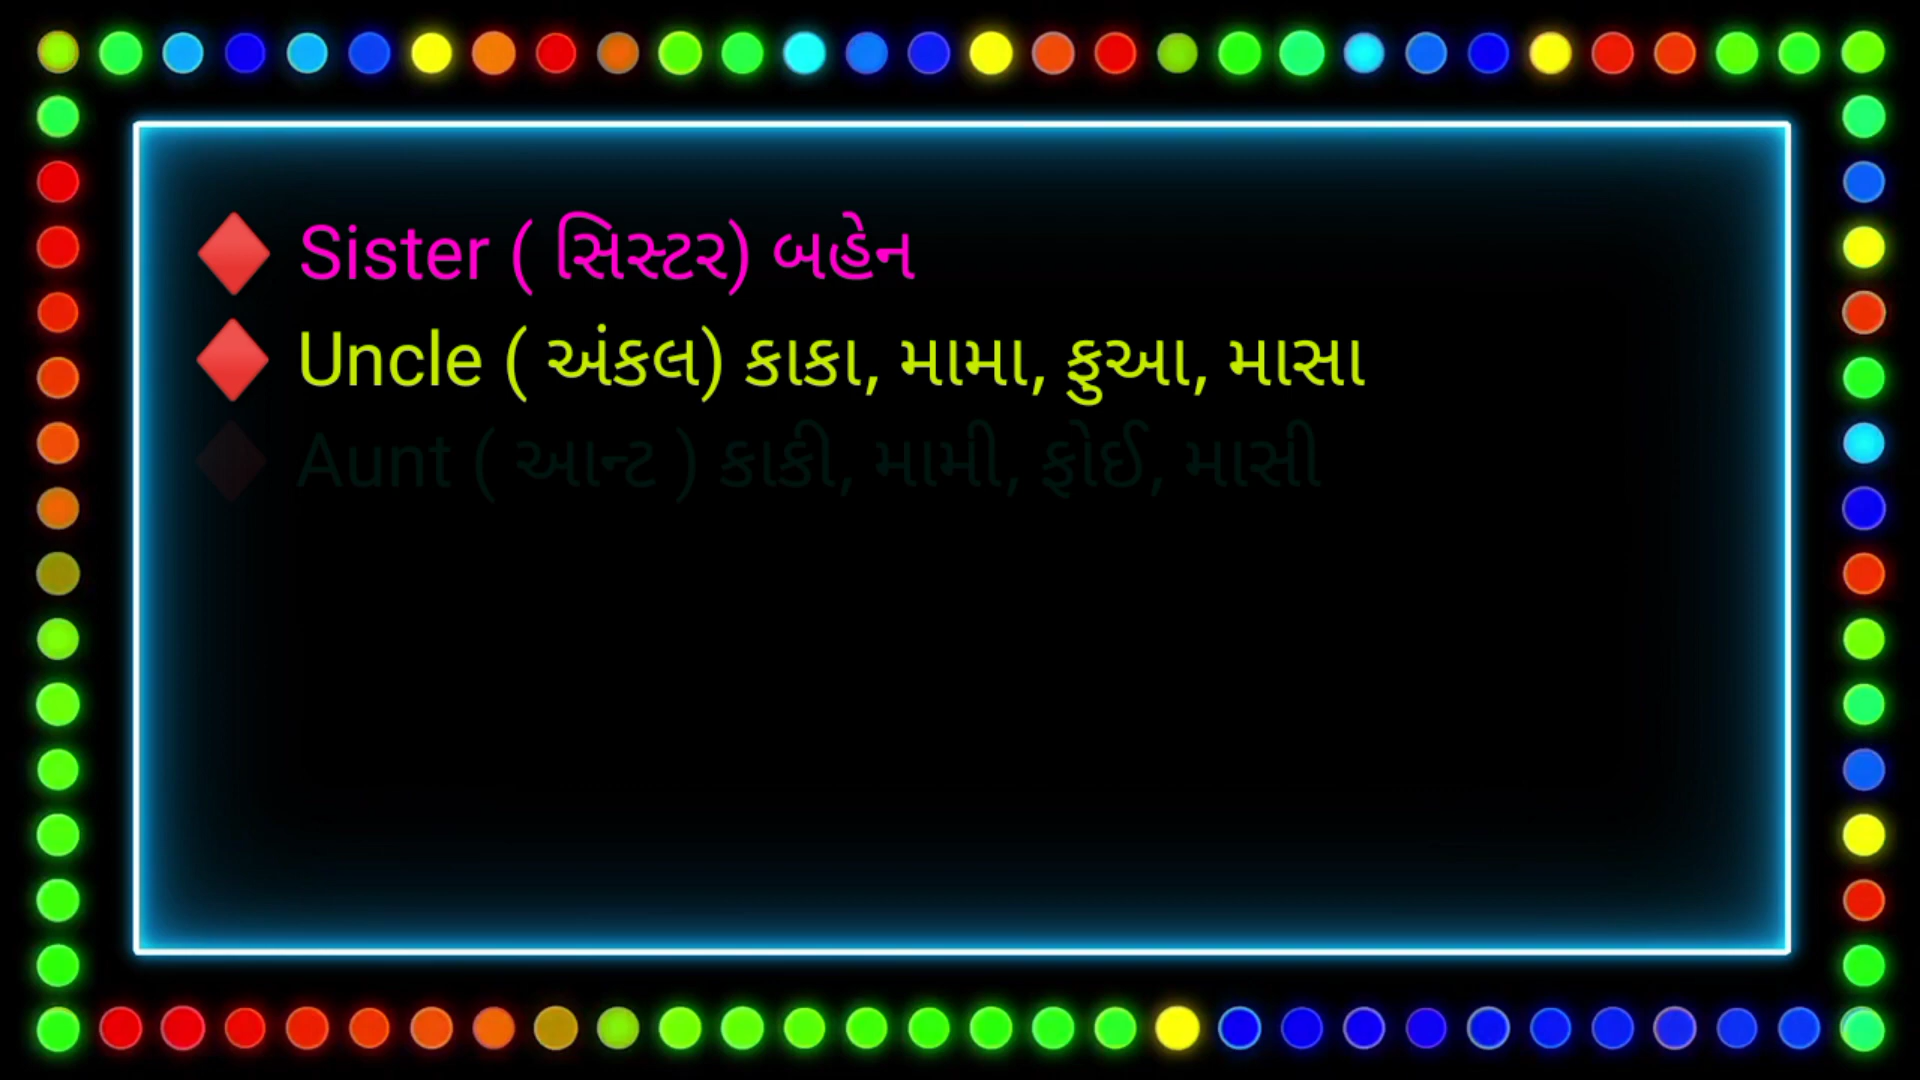 Sister ( સિસ્ટર) બહેન
Uncle ( અંકલ) કાકા, મામા, ફુઆ, માસા
Aunt ( આન્ટ ) કાકી, મામી, ફોઈ, માસી